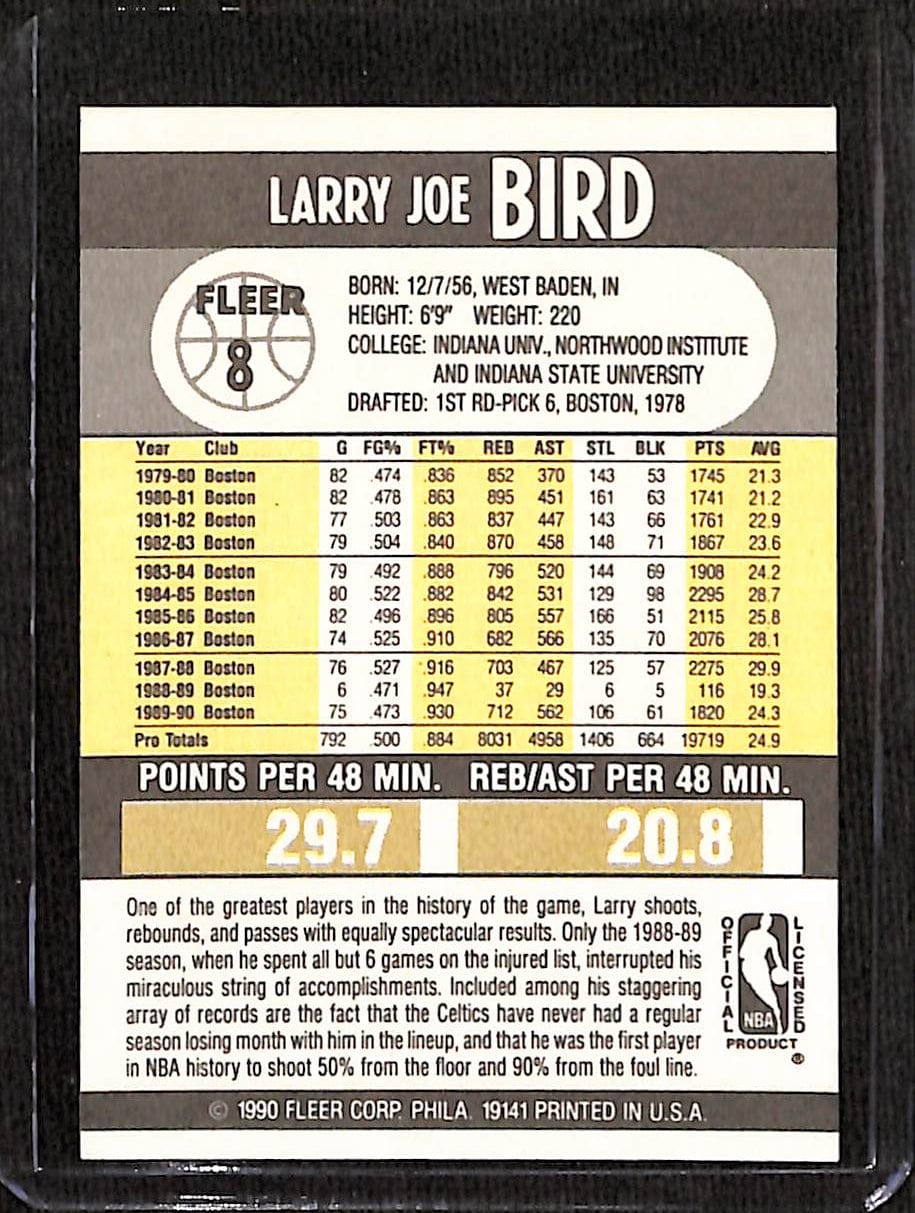 LARRY JOE BIRD
FLEER
8
BORN: 12/7/56, WEST BADEN, IN
HEIGHT: 6'9" WEIGHT: 220
COLLEGE: INDIANA UNIV., NORTHWOOD INSTITUTE
AND INDIANA STATE UNIVERSITY
DRAFTED: 1ST RD-PICK 6, BOSTON, 1978
Year Club G FG% FT% REB AST STL BLK PTS AVG
1979-80 Boston 82 .474 .836 852 370 143 53 1745 21.3
1980-81 Boston 82 .478 .863 895 451 161 63 1741 21.2
1981-82 Boston 77 .503 .863 837 447 143 66 1761 22.9
1982-83 Boston 79 .504 .840 870 458 148 71 1867 23.6
1983-84 Boston 79 .492 .888 796 520 144 69 1908 24.2
1984-85 Boston 80 .522 .882 842 531 129 98 2295 28.7
1985-86 Boston 82 .496 .896 805 557 166 51 2115 25.8
1986-87 Boston 74 .525 .910 682 566 135 70 2076 28.1
1987-88 Boston 76 .527 .916 703 467 125 57 2275 29.9
1988-89 Boston 6 .471 .947 37 29 6 5 116 19.3
1989-90 Boston 75 .473 .930 712 562 106 61 1820 24.3
Pro Totals 792 .500 .884 8031 4958 1406 664 19719 24.9
POINTS PER 48 MIN. REB/AST PER 48 MIN.
29.7 20.8
One of the greatest players in the history of the game, Larry shoots,
rebounds, and passes with equally spectacular results. Only the 1988-89
season, when he spent all but 6 games on the injured list, interrupted his
miraculous string of accomplishments. Included among his staggering
array of records are the fact that the Celtics have never had a regular
season losing month with him in the lineup, and that he was the first player
in NBA history to shoot 50% from the floor and 90% from the foul line.
OFFICIAL
LICENSED
NBA
PRODUCT
®
© 1990 FLEER CORP. PHILA. 19141 PRINTED IN U.S.A.